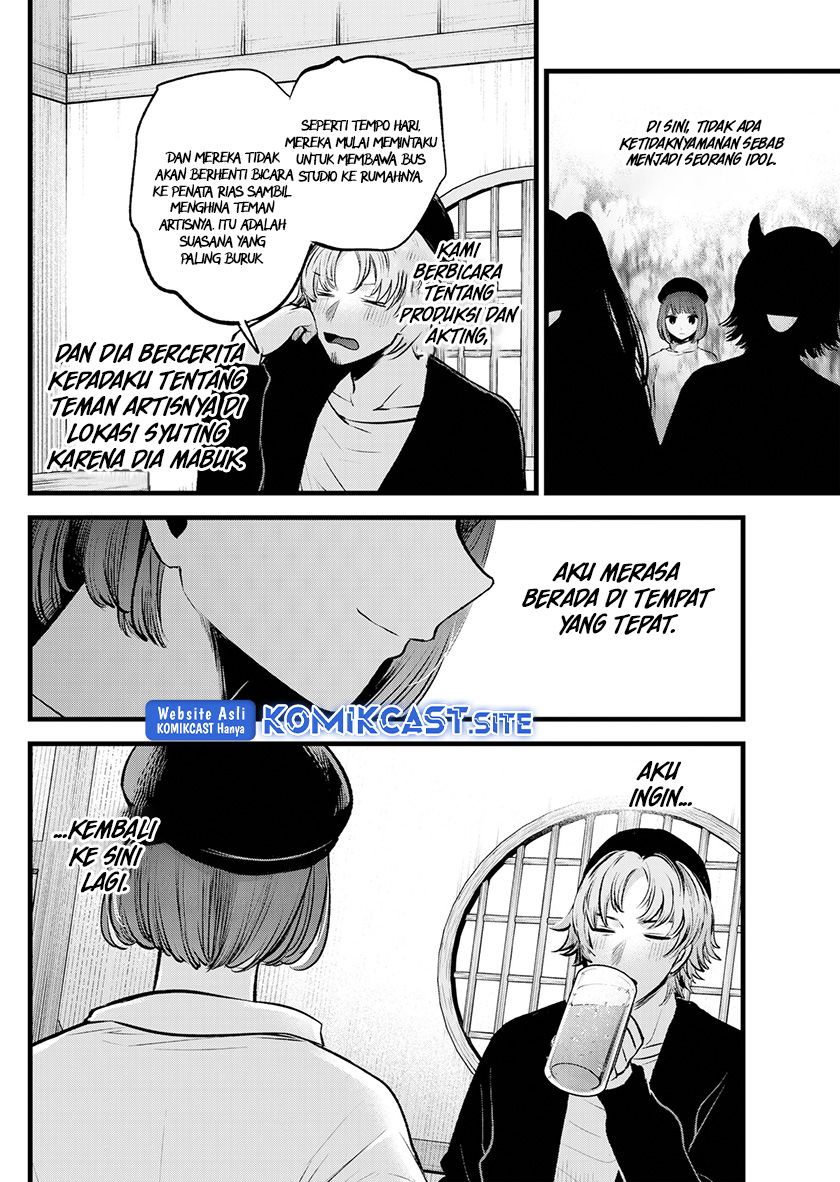 DI SINI, TIDAK ADA
KETIDAKNYAMANAN SEBAB
MENJADI SEORANG IDOL.
KAMI
BERBICARA
TENTANG
PRODUKSI DAN
AKTING,
SEPERTI TEMPO HARI.
MEREKA MULAI MEMINTAKU
UNTUK MEMBAWA BUS
STUDIO KE RUMAHNYA.
DAN MEREKA TIDAK
AKAN BERHENTI BICARA
KE PENATA RIAS SAMBIL
MENGHINA TEMAN
ARTISNYA. ITU ADALAH
SUASANA YANG
PALING BURUK
DAN DIA BERCERITA
KEPADAKU TENTANG
TEMAN ARTISNYA DI
LOKASI SYUTING
KARENA DIA MABUK.
AKU MERASA
BERADA DI TEMPAT
YANG TEPAT.
Website Asli
KOMIKCAST Hanya
KOMIKCAST.SITE
AKU
INGIN...
...KEMBALI
KE SINI
LAGI.